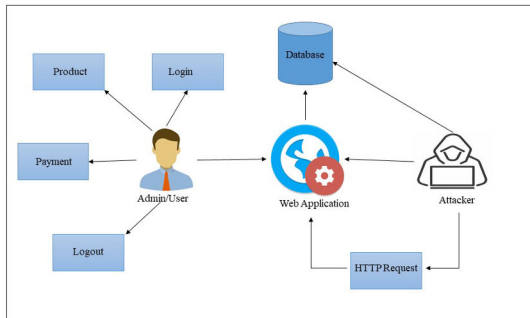 Database
Product
Login
Payment
Admin/User
Web Application
Attacker
Logout
HTTP Request